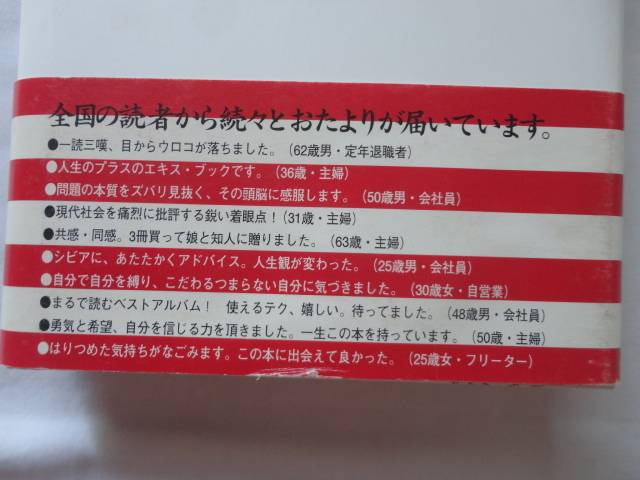 全国の読者から続々とおたよりが届いています。
●一読三嘆、目からウロコが落ちました。（62歳男・定年退職者）
●人生のプラスのエキス・ブックです。（36歳・主婦）
●問題の本質をズバリ見抜く、その頭脳に感服します。（50歳男・会社員）
●現代社会を痛烈に批評する鋭い着眼点！（31歳・主婦）
●共感・同感。3冊買って娘と知人に贈りました。（63歳・主婦）
●シビアに、あたたかくアドバイス。人生観が変わった。（25歳男・会社員）
●自分で自分を縛り、こだわるつまらない自分に気づきました。（30歳女・自営業）
●まるで読むベストアルバム！　使えるテク、嬉しい。待ってました。（48歳男・会社員）
●勇気と希望、自分を信じる力を頂きました。一生この本を持っています。（50歳・主婦）
●はりつめた気持ちがなごみます。この本に出会えて良かった。（25歳女・フリーター）